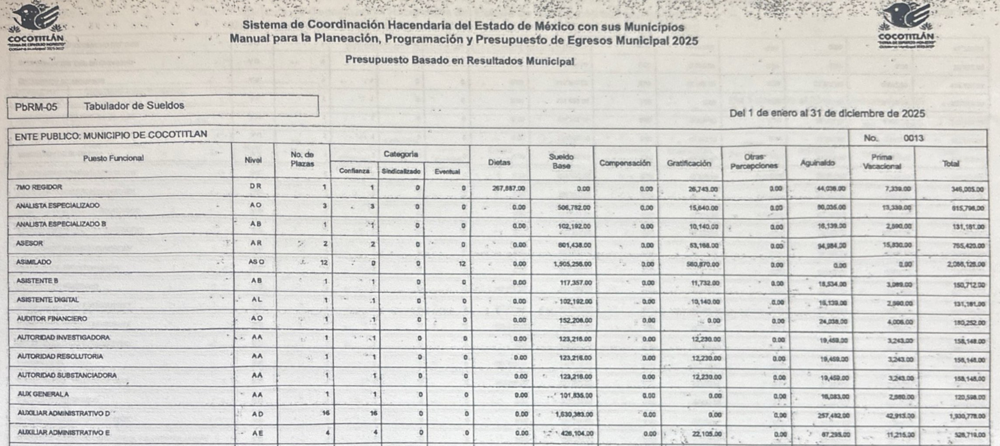 COCOTITLÁN
COCOTITLÁN
Sistema de Coordinación Hacendaria del Estado de México con sus Municipios
Manual para la Planeación, Programación y Presupuesto de Egresos Municipal 2025
Presupuesto Basado en Resultados Municipal
PbRM-05 Tabulador de Sueldos
Del 1 de enero al 31 de diciembre de 2025
ENTE PUBLICO: MUNICIPIO DE COCOTITLAN No. 0013
Puesto Funcional Nivel No. de Plazas Categoria Dietas Sueldo Base Compensación Gratificación Otras Percepciones Aguinaldo Prima Vacacional Total
Confianza Sindicalizado Eventual
7MO REGIDOR DR 1 1 0 0 267,887.00 0.00 0.00 26,743.00 0.00 44,036.00 7,339.00 346,005.00
ANALISTA ESPECIALIZADO AO 3 3 0 0 0.00 506,782.00 0.00 15,640.00 0.00 80,035.00 13,339.00 615,796.00
ANALISTA ESPECIALIZADO B AB 1 1 0 0 0.00 102,192.00 0.00 10,140.00 0.00 16,139.00 2,690.00 131,161.00
ASESOR AR 2 2 0 0 0.00 601,438.00 0.00 53,168.00 0.00 94,984.00 15,830.00 765,420.00
ASIMILADO ASO 12 0 0 12 0.00 1,505,256.00 0.00 560,870.00 0.00 0.00 0.00 2,066,126.00
ASISTENTE B AB 1 1 0 0 0.00 117,357.00 0.00 11,732.00 0.00 18,534.00 3,089.00 150,712.00
ASISTENTE DIGITAL AL 1 1 0 0 0.00 102,192.00 0.00 10,140.00 0.00 16,139.00 2,690.00 131,161.00
AUDITOR FINANCIERO AO 1 1 0 0 0.00 152,208.00 0.00 0.00 0.00 24,038.00 4,006.00 180,252.00
AUTORIDAD INVESTIGADORA AA 1 1 0 0 0.00 123,216.00 0.00 12,230.00 0.00 19,459.00 3,243.00 158,148.00
AUTORIDAD RESOLUTORIA AA 1 1 0 0 0.00 123,216.00 0.00 12,230.00 0.00 19,459.00 3,243.00 158,148.00
AUTORIDAD SUBSTANCIADORA AA 1 1 0 0 0.00 123,216.00 0.00 12,230.00 0.00 19,459.00 3,243.00 158,148.00
AUX GENERAL A AA 1 1 0 0 0.00 101,835.00 0.00 0.00 0.00 16,083.00 2,680.00 120,598.00
AUXILIAR ADMINISTRATIVO D AD 16 16 0 0 0.00 1,630,383.00 0.00 0.00 0.00 257,482.00 42,913.00 1,930,778.00
AUXILIAR ADMINISTRATIVO E AE 4 4 0 0 0.00 426,104.00 0.00 22,105.00 0.00 67,295.00 11,215.00 526,719.00